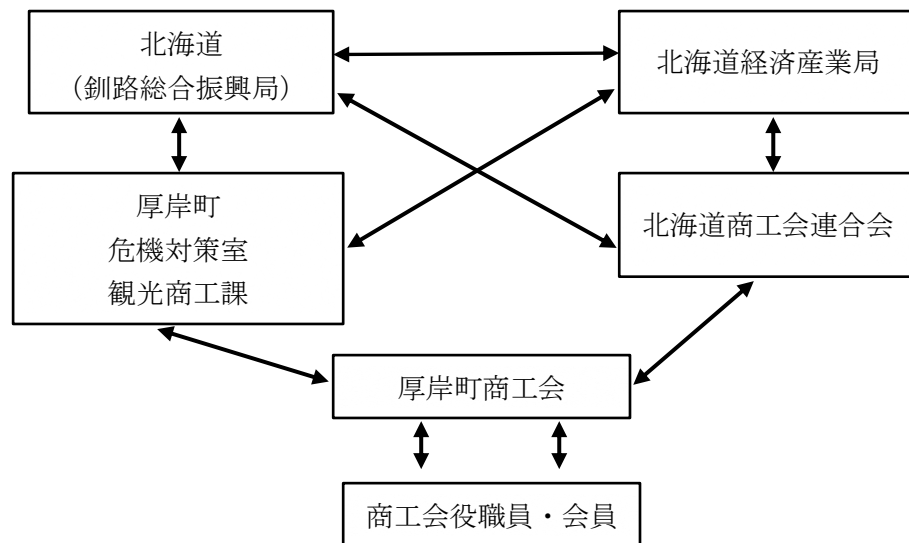 北海道
（釧路総合振興局）
北海道経済産業局
厚岸町
危機対策室
観光商工課
北海道商工会連合会
厚岸町商工会
商工会役職員・会員